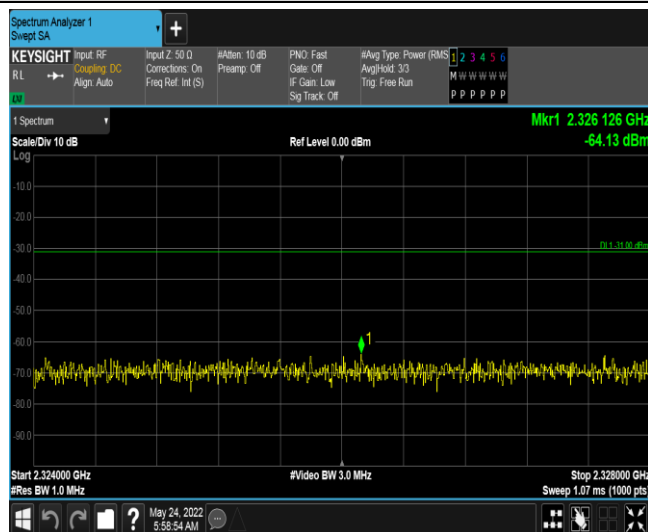 Spectrum Analyzer 1
Swept SA
+
KEYSIGHT Input: RF Input Z: 50 Ω #Atten: 10 dB PNO: Fast #Avg Type: Power (RMS 1 2 3 4 5 6
RL Coupling: DC Corrections: On Preamp: Off Gate: Off Avg|Hold: 3/3 M W W W W W
Align: Auto Freq Ref: Int (S) IF Gain: Low Trig: Free Run
Sig Track: Off P P P P P P
LXI
1 Spectrum Mkr1 2.326 126 GHz
Scale/Div 10 dB Ref Level 0.00 dBm -64.13 dBm
Log
-10.0
-20.0
-30.0 DL1 -31.00 dBm
-40.0
-50.0
-60.0 1
-70.0
-80.0
-90.0
Start 2.324000 GHz #Video BW 3.0 MHz Stop 2.328000 GHz
#Res BW 1.0 MHz Sweep 1.07 ms (1000 pts)
? May 24, 2022
5:58:54 AM